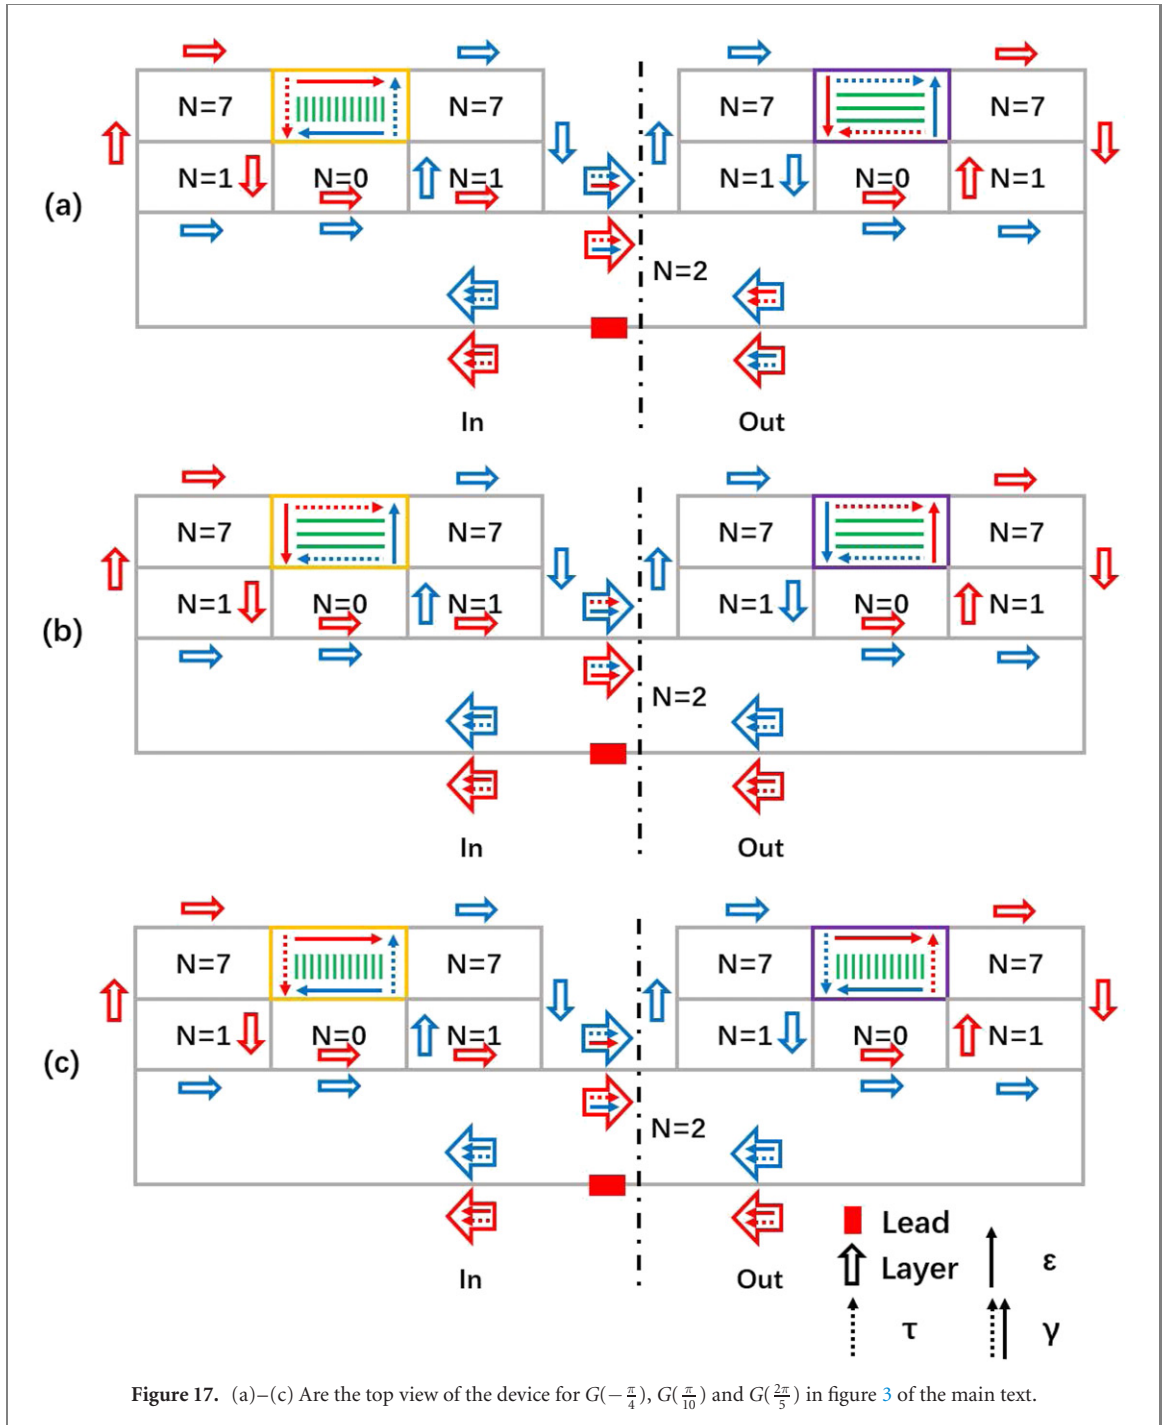 N=7 N=7 N=7 N=7
(a) N=1 N=0 N=1 N=1 N=0 N=1
N=2
In Out
N=7 N=7 N=7 N=7
(b) N=1 N=0 N=1 N=1 N=0 N=1
N=2
In Out
N=7 N=7 N=7 N=7
(c) N=1 N=0 N=1 N=1 N=0 N=1
N=2
In Out
Lead
Layer ε
τ γ
Figure 17. (a)–(c) Are the top view of the device for G(−π/4), G(π/10) and G(2π/5) in figure 3 of the main text.